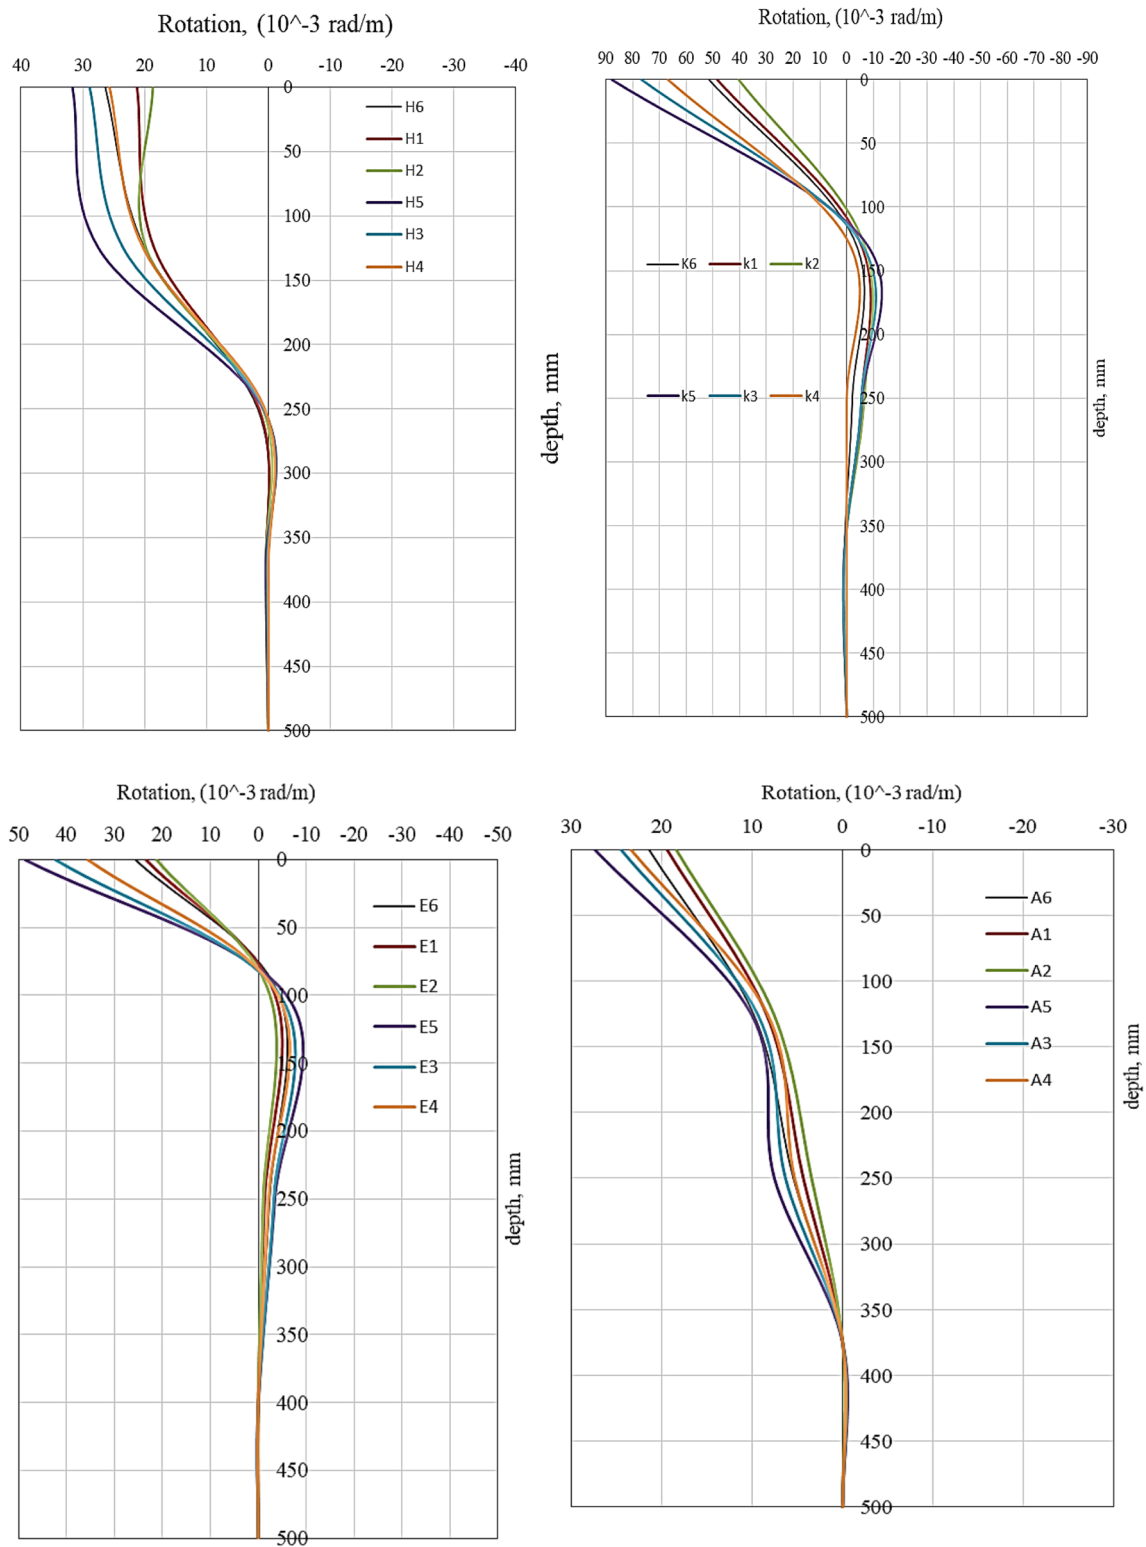 Rotation, (10^-3 rad/m)
40 30 20 10 0 -10 -20 -30 -40
0
50
100
150
200
250
300
350
400
450
500
H6
H1
H2
H5
H3
H4
depth, mm
Rotation, (10^-3 rad/m)
90 80 70 60 50 40 30 20 10 0 -10 -20 -30 -40 -50 -60 -70 -80 -90
0
50
100
150
200
250
300
350
400
450
500
K6 k1 k2
k5 k3 k4
depth, mm
Rotation, (10^-3 rad/m)
50 40 30 20 10 0 -10 -20 -30 -40 -50
0
50
100
150
200
250
300
350
400
450
500
E6
E1
E2
E5
E3
E4
depth, mm
Rotation, (10^-3 rad/m)
30 20 10 0 -10 -20 -30
0
50
100
150
200
250
300
350
400
450
500
A6
A1
A2
A5
A3
A4
depth, mm